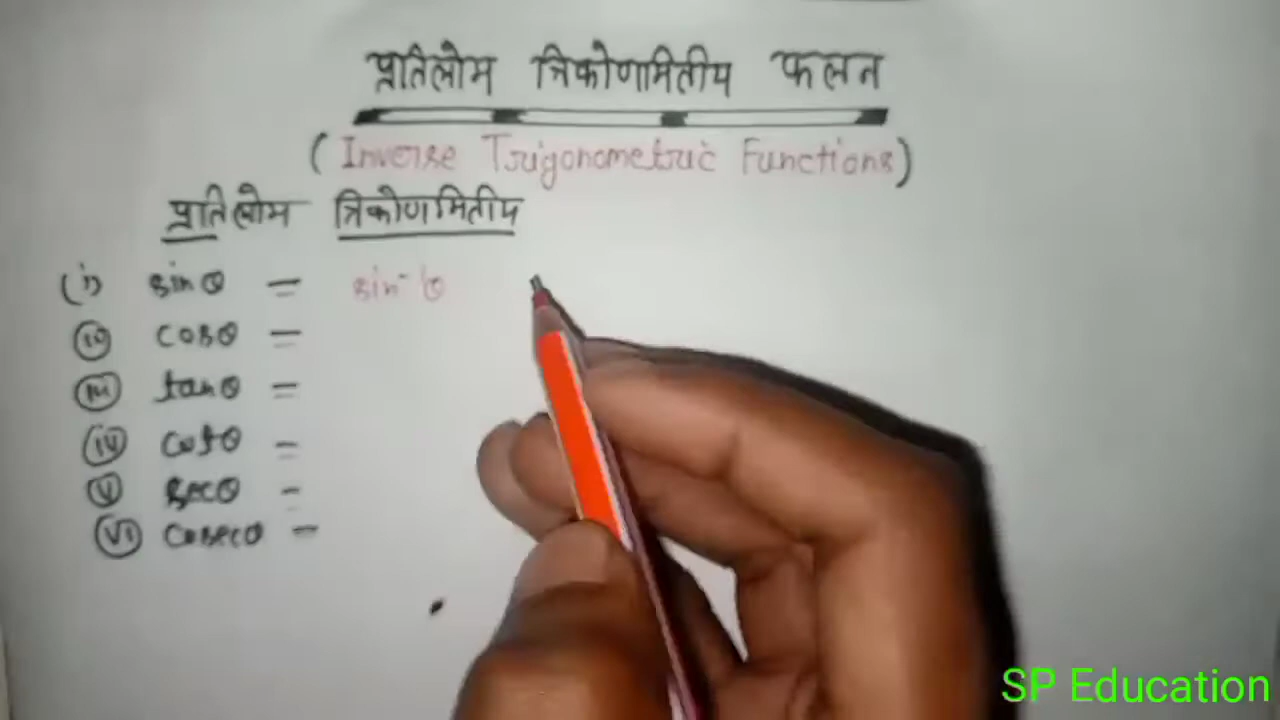 प्रतिलोम त्रिकोणमितीय फलन
(Inverse Trigonometric Functions)
प्रतिलोम त्रिकोणमितीय
(i) sinθ = sin⁻¹θ
(ii) cosθ =
(iii) tanθ =
(iv) cotθ =
(v) secθ =
(vi) cosecθ =
SP Education